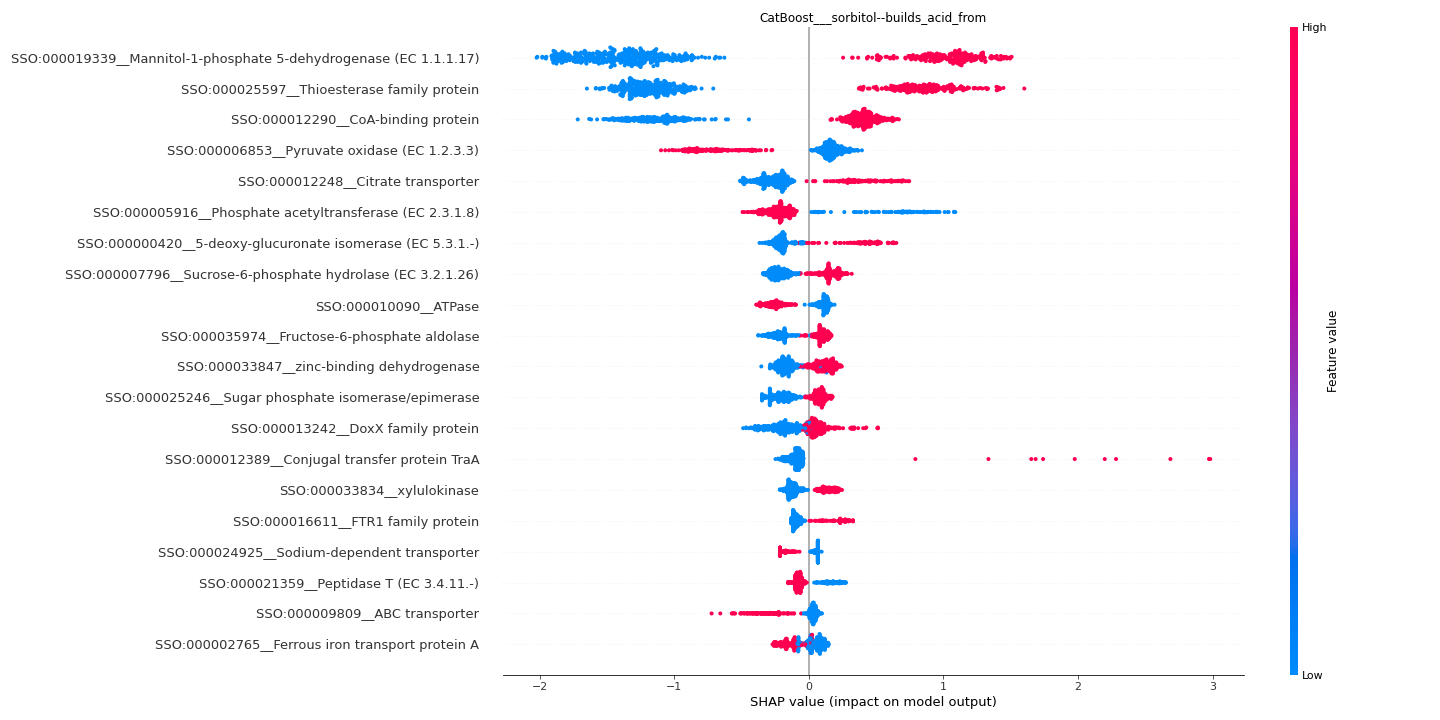 CatBoost___sorbitol--builds_acid_from
SSO:000019339__Mannitol-1-phosphate 5-dehydrogenase (EC 1.1.1.17)
SSO:000025597__Thioesterase family protein
SSO:000012290__CoA-binding protein
SSO:000006853__Pyruvate oxidase (EC 1.2.3.3)
SSO:000012248__Citrate transporter
SSO:000005916__Phosphate acetyltransferase (EC 2.3.1.8)
SSO:000000420__5-deoxy-glucuronate isomerase (EC 5.3.1.-)
SSO:000007796__Sucrose-6-phosphate hydrolase (EC 3.2.1.26)
SSO:000010090__ATPase
SSO:000035974__Fructose-6-phosphate aldolase
SSO:000033847__zinc-binding dehydrogenase
SSO:000025246__Sugar phosphate isomerase/epimerase
SSO:000013242__DoxX family protein
SSO:000012389__Conjugal transfer protein TraA
SSO:000033834__xylulokinase
SSO:000016611__FTR1 family protein
SSO:000024925__Sodium-dependent transporter
SSO:000021359__Peptidase T (EC 3.4.11.-)
SSO:000009809__ABC transporter
SSO:000002765__Ferrous iron transport protein A
−2 −1 0 1 2 3
SHAP value (impact on model output)
High
Feature value
Low